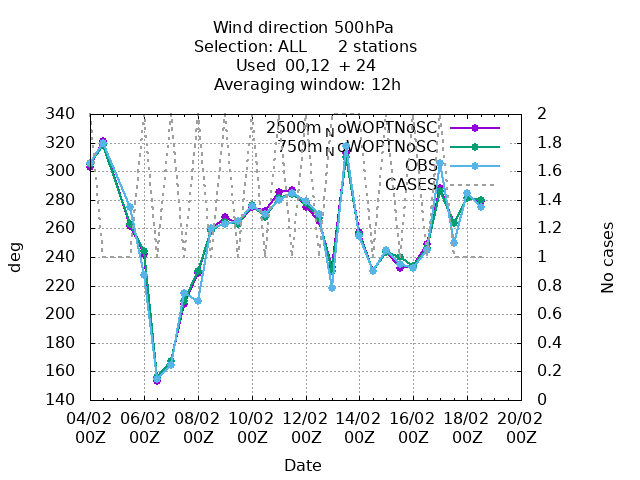 Wind direction 500hPa
Selection: ALL 2 stations
Used 00,12 + 24
Averaging window: 12h
340 2
2500m NoWOPTNoSC
320 1.8
750m NoWOPTNoSC
OBS
300 1.6
CASES
280 1.4
260 1.2
deg
240 1
No cases
220 0.8
200 0.6
180 0.4
160 0.2
140 0
04/02 06/02 08/02 10/02 12/02 14/02 16/02 18/02 20/02
00Z 00Z 00Z 00Z 00Z 00Z 00Z 00Z 00Z
Date